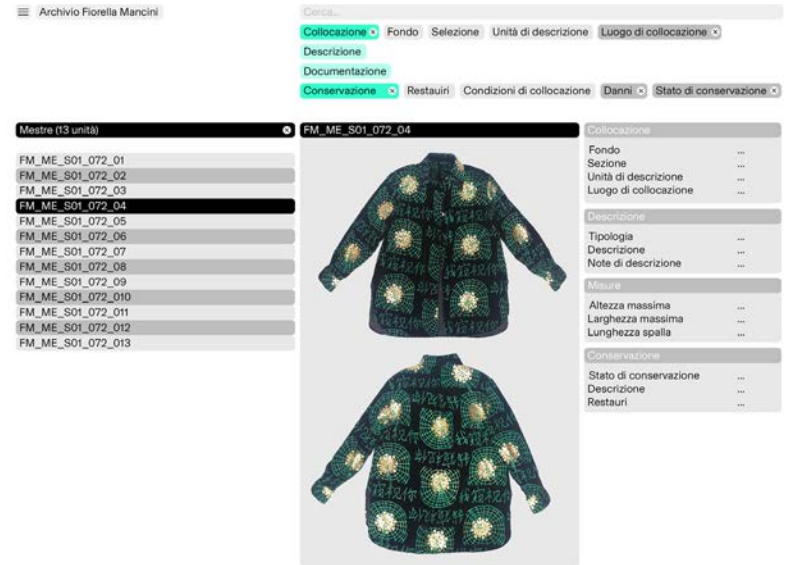 Archivio Fiorella Mancini
Cerca...
Collocazione Fondo Selezione Unità di descrizione Luogo di collocazione
Descrizione
Documentazione
Conservazione Restauiri Condizioni di collocazione Danni Stato di conservazione
Mestre (13 unità)
FM_ME_S01_072_01
FM_ME_S01_072_02
FM_ME_S01_072_03
FM_ME_S01_072_04
FM_ME_S01_072_05
FM_ME_S01_072_06
FM_ME_S01_072_07
FM_ME_S01_072_08
FM_ME_S01_072_09
FM_ME_S01_072_010
FM_ME_S01_072_011
FM_ME_S01_072_012
FM_ME_S01_072_013
FM_ME_S01_072_04
Collocazione
Fondo ...
Sezione ...
Unità di descrizione ...
Luogo di collocazione ...
Descrizione
Tipologia ...
Descrizione ...
Note di descrizione ...
Misure
Altezza massima ...
Larghezza massima ...
Lunghezza spalla ...
Conservazione
Stato di conservazione ...
Descrizione ...
Restauri ...